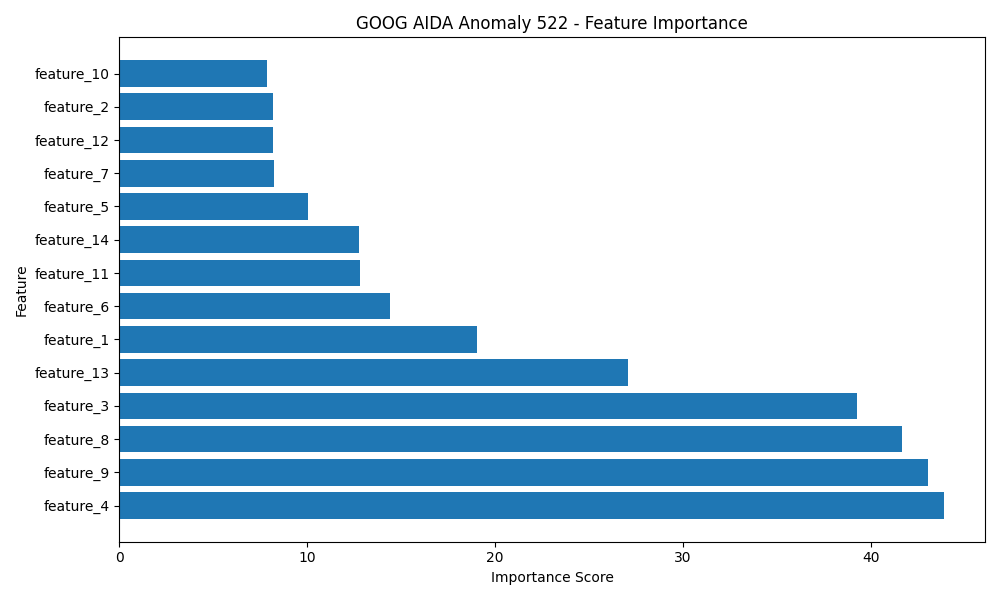 GOOG AIDA Anomaly 522 - Feature Importance
feature_10
feature_2
feature_12
feature_7
feature_5
feature_14
feature_11
feature_6
feature_1
feature_13
feature_3
feature_8
feature_9
feature_4
Feature
0 10 20 30 40
Importance Score